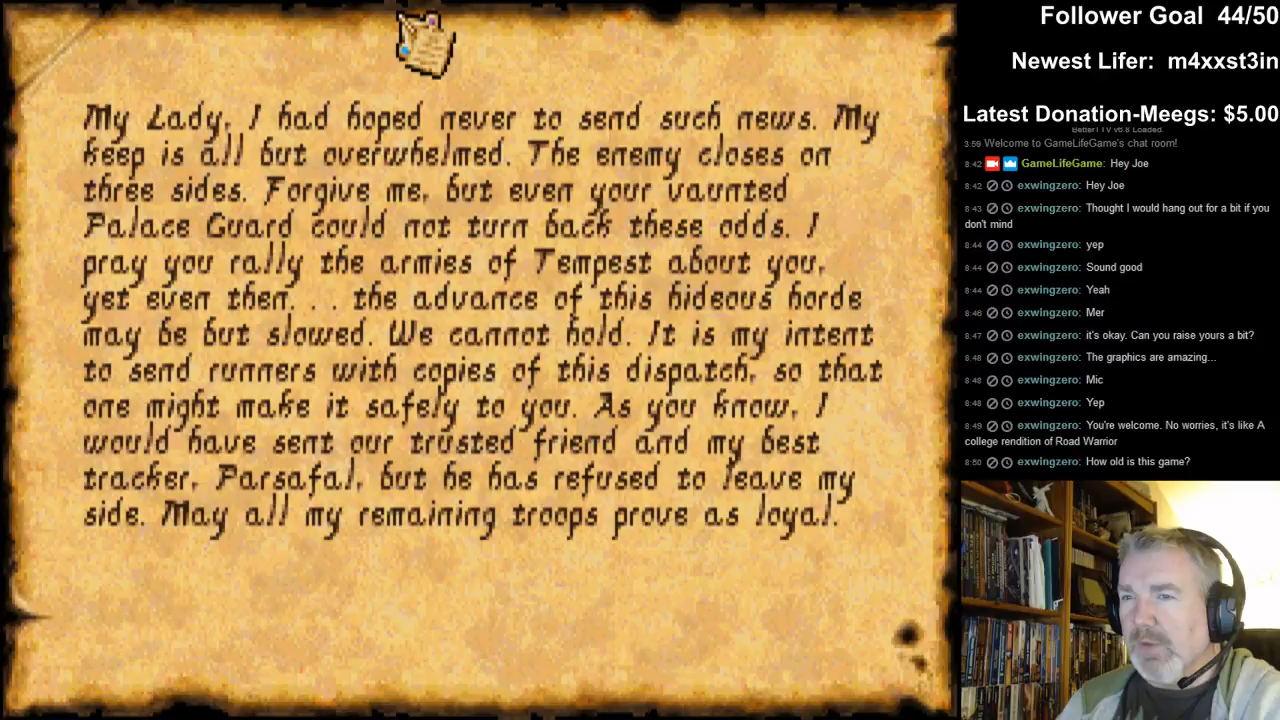 My Lady, I had hoped never to send such news. My
keep is all but overwhelmed. The enemy closes on
three sides. Forgive me, but even your vaunted
Palace Guard could not turn back these odds. I
pray you rally the armies of Tempest about you,
yet even then. . . the advance of this hideous horde
may be but slowed. We cannot hold. It is my intent
to send runners with copies of this dispatch, so that
one might make it safely to you. As you know, I
would have sent our trusted friend and my best
tracker, Parsafal, but he has refused to leave my
side. May all my remaining troops prove as loyal.
Follower Goal 44/50
Newest Lifer: m4xxst3in
Latest Donation-Meegs: $5.00
BetterTTV v6.8 Loaded.
3:59 Welcome to GameLifeGame's chat room!
8:42 GameLifeGame: Hey Joe
8:42 exwingzero: Hey Joe
8:43 exwingzero: Thought I would hang out for a bit if you
don't mind
8:44 exwingzero: yep
8:44 exwingzero: Sound good
8:44 exwingzero: Yeah
8:46 exwingzero: Mer
8:47 exwingzero: it's okay. Can you raise yours a bit?
8:48 exwingzero: The graphics are amazing...
8:48 exwingzero: Mic
8:48 exwingzero: Yep
8:49 exwingzero: You're welcome. No worries, it's like A
college rendition of Road Warrior
8:50 exwingzero: How old is this game?